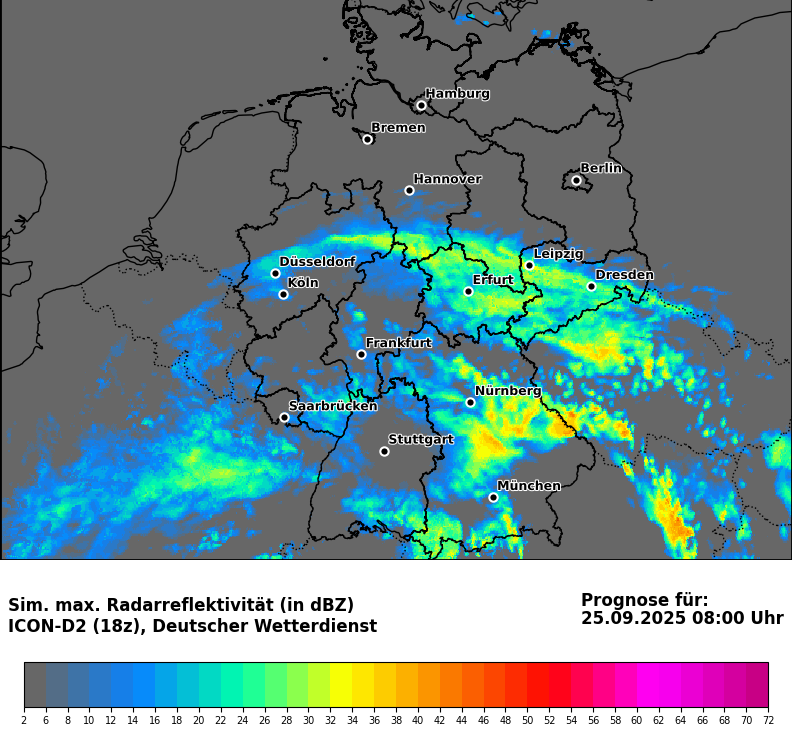 Hamburg
Bremen
Berlin
Hannover
Leipzig
Düsseldorf
Dresden
Köln
Erfurt
Frankfurt
Nürnberg
Saarbrücken
Stuttgart
München
Sim. max. Radarreflektivität (in dBZ)
ICON-D2 (18z), Deutscher Wetterdienst
Prognose für:
25.09.2025 08:00 Uhr
2 6 8 10 12 14 16 18 20 22 24 26 28 30 32 34 36 38 40 42 44 46 48 50 52 54 56 58 60 62 64 66 68 70 72